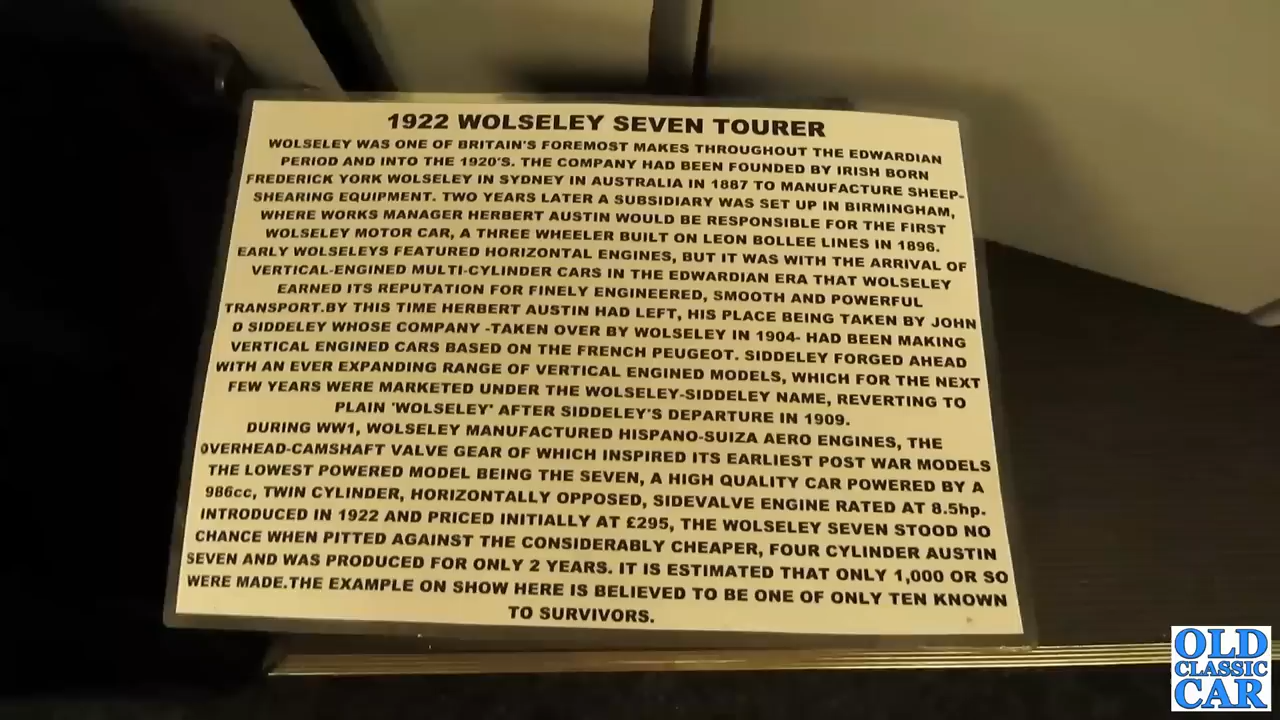 1922 WOLSELEY SEVEN TOURER
WOLSELEY WAS ONE OF BRITAIN'S FOREMOST MAKES THROUGHOUT THE EDWARDIAN
PERIOD AND INTO THE 1920'S. THE COMPANY HAD BEEN FOUNDED BY IRISH BORN
FREDERICK YORK WOLSELEY IN SYDNEY IN AUSTRALIA IN 1887 TO MANUFACTURE SHEEP-
SHEARING EQUIPMENT. TWO YEARS LATER A SUBSIDIARY WAS SET UP IN BIRMINGHAM,
WHERE WORKS MANAGER HERBERT AUSTIN WOULD BE RESPONSIBLE FOR THE FIRST
WOLSELEY MOTOR CAR, A THREE WHEELER BUILT ON LEON BOLLEE LINES IN 1896.
EARLY WOLSELEYS FEATURED HORIZONTAL ENGINES, BUT IT WAS WITH THE ARRIVAL OF
VERTICAL-ENGINED MULTI-CYLINDER CARS IN THE EDWARDIAN ERA THAT WOLSELEY
EARNED ITS REPUTATION FOR FINELY ENGINEERED, SMOOTH AND POWERFUL
TRANSPORT.BY THIS TIME HERBERT AUSTIN HAD LEFT, HIS PLACE BEING TAKEN BY JOHN
D SIDDELEY WHOSE COMPANY -TAKEN OVER BY WOLSELEY IN 1904- HAD BEEN MAKING
VERTICAL ENGINED CARS BASED ON THE FRENCH PEUGEOT. SIDDELEY FORGED AHEAD
WITH AN EVER EXPANDING RANGE OF VERTICAL ENGINED MODELS, WHICH FOR THE NEXT
FEW YEARS WERE MARKETED UNDER THE WOLSELEY-SIDDELEY NAME, REVERTING TO
PLAIN 'WOLSELEY' AFTER SIDDELEY'S DEPARTURE IN 1909.
DURING WW1, WOLSELEY MANUFACTURED HISPANO-SUIZA AERO ENGINES, THE
OVERHEAD-CAMSHAFT VALVE GEAR OF WHICH INSPIRED ITS EARLIEST POST WAR MODELS
THE LOWEST POWERED MODEL BEING THE SEVEN, A HIGH QUALITY CAR POWERED BY A
986cc, TWIN CYLINDER, HORIZONTALLY OPPOSED, SIDEVALVE ENGINE RATED AT 8.5hp.
INTRODUCED IN 1922 AND PRICED INITIALLY AT £295, THE WOLSELEY SEVEN STOOD NO
CHANCE WHEN PITTED AGAINST THE CONSIDERABLY CHEAPER, FOUR CYLINDER AUSTIN
SEVEN AND WAS PRODUCED FOR ONLY 2 YEARS. IT IS ESTIMATED THAT ONLY 1,000 OR SO
WERE MADE.THE EXAMPLE ON SHOW HERE IS BELIEVED TO BE ONE OF ONLY TEN KNOWN
TO SURVIVORS.
OLD
CLASSIC
CAR